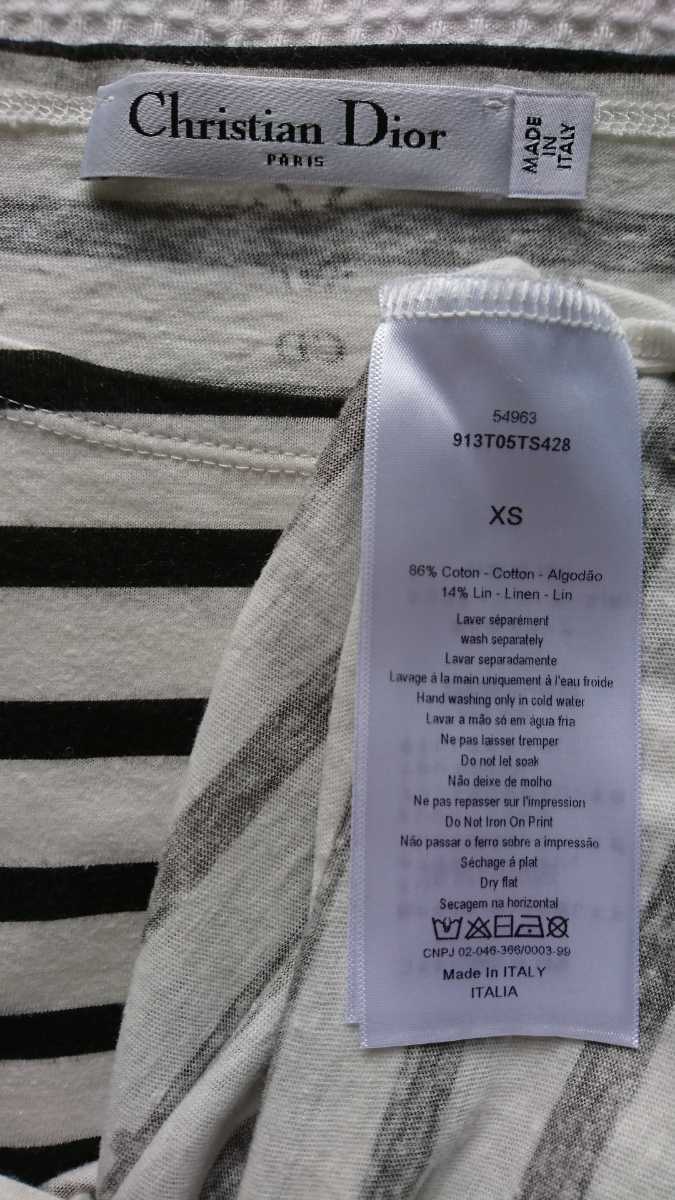 Christian Dior
PARIS
MADE
IN
ITALY
54963
913T05TS428
XS
86% Coton - Cotton - Algodão
14% Lin - Linen - Lin
Laver séparément
wash separately
Lavar separadamente
Lavage á la main uniquement á l'eau froide
Hand washing only in cold water
Lavar a mão só em água fria
Ne pas laisser tremper
Do not let soak
Não deixe de molho
Ne pas repasser sur l'impression
Do Not Iron On Print
Não passar o ferro sobre a impressão
Séchage á plat
Dry flat
Secagem na horizontal
CNPJ 02-046-366/0003-99
Made In ITALY
ITALIA